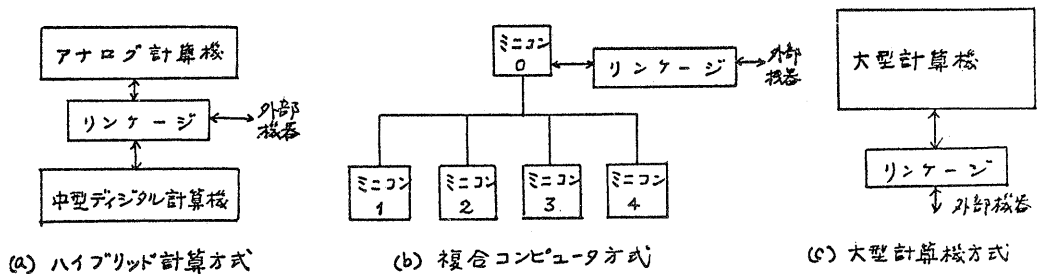 アナログ計算機
リンケージ
外部
機器
中型ディジタル計算機
(a) ハイブリッド計算方式
ミニコン
0
リンケージ
外部
機器
ミニコン
1
ミニコン
2
ミニコン
3
ミニコン
4
(b) 複合コンピュータ方式
大型計算機
リンケージ
外部機器
(c) 大型計算機方式